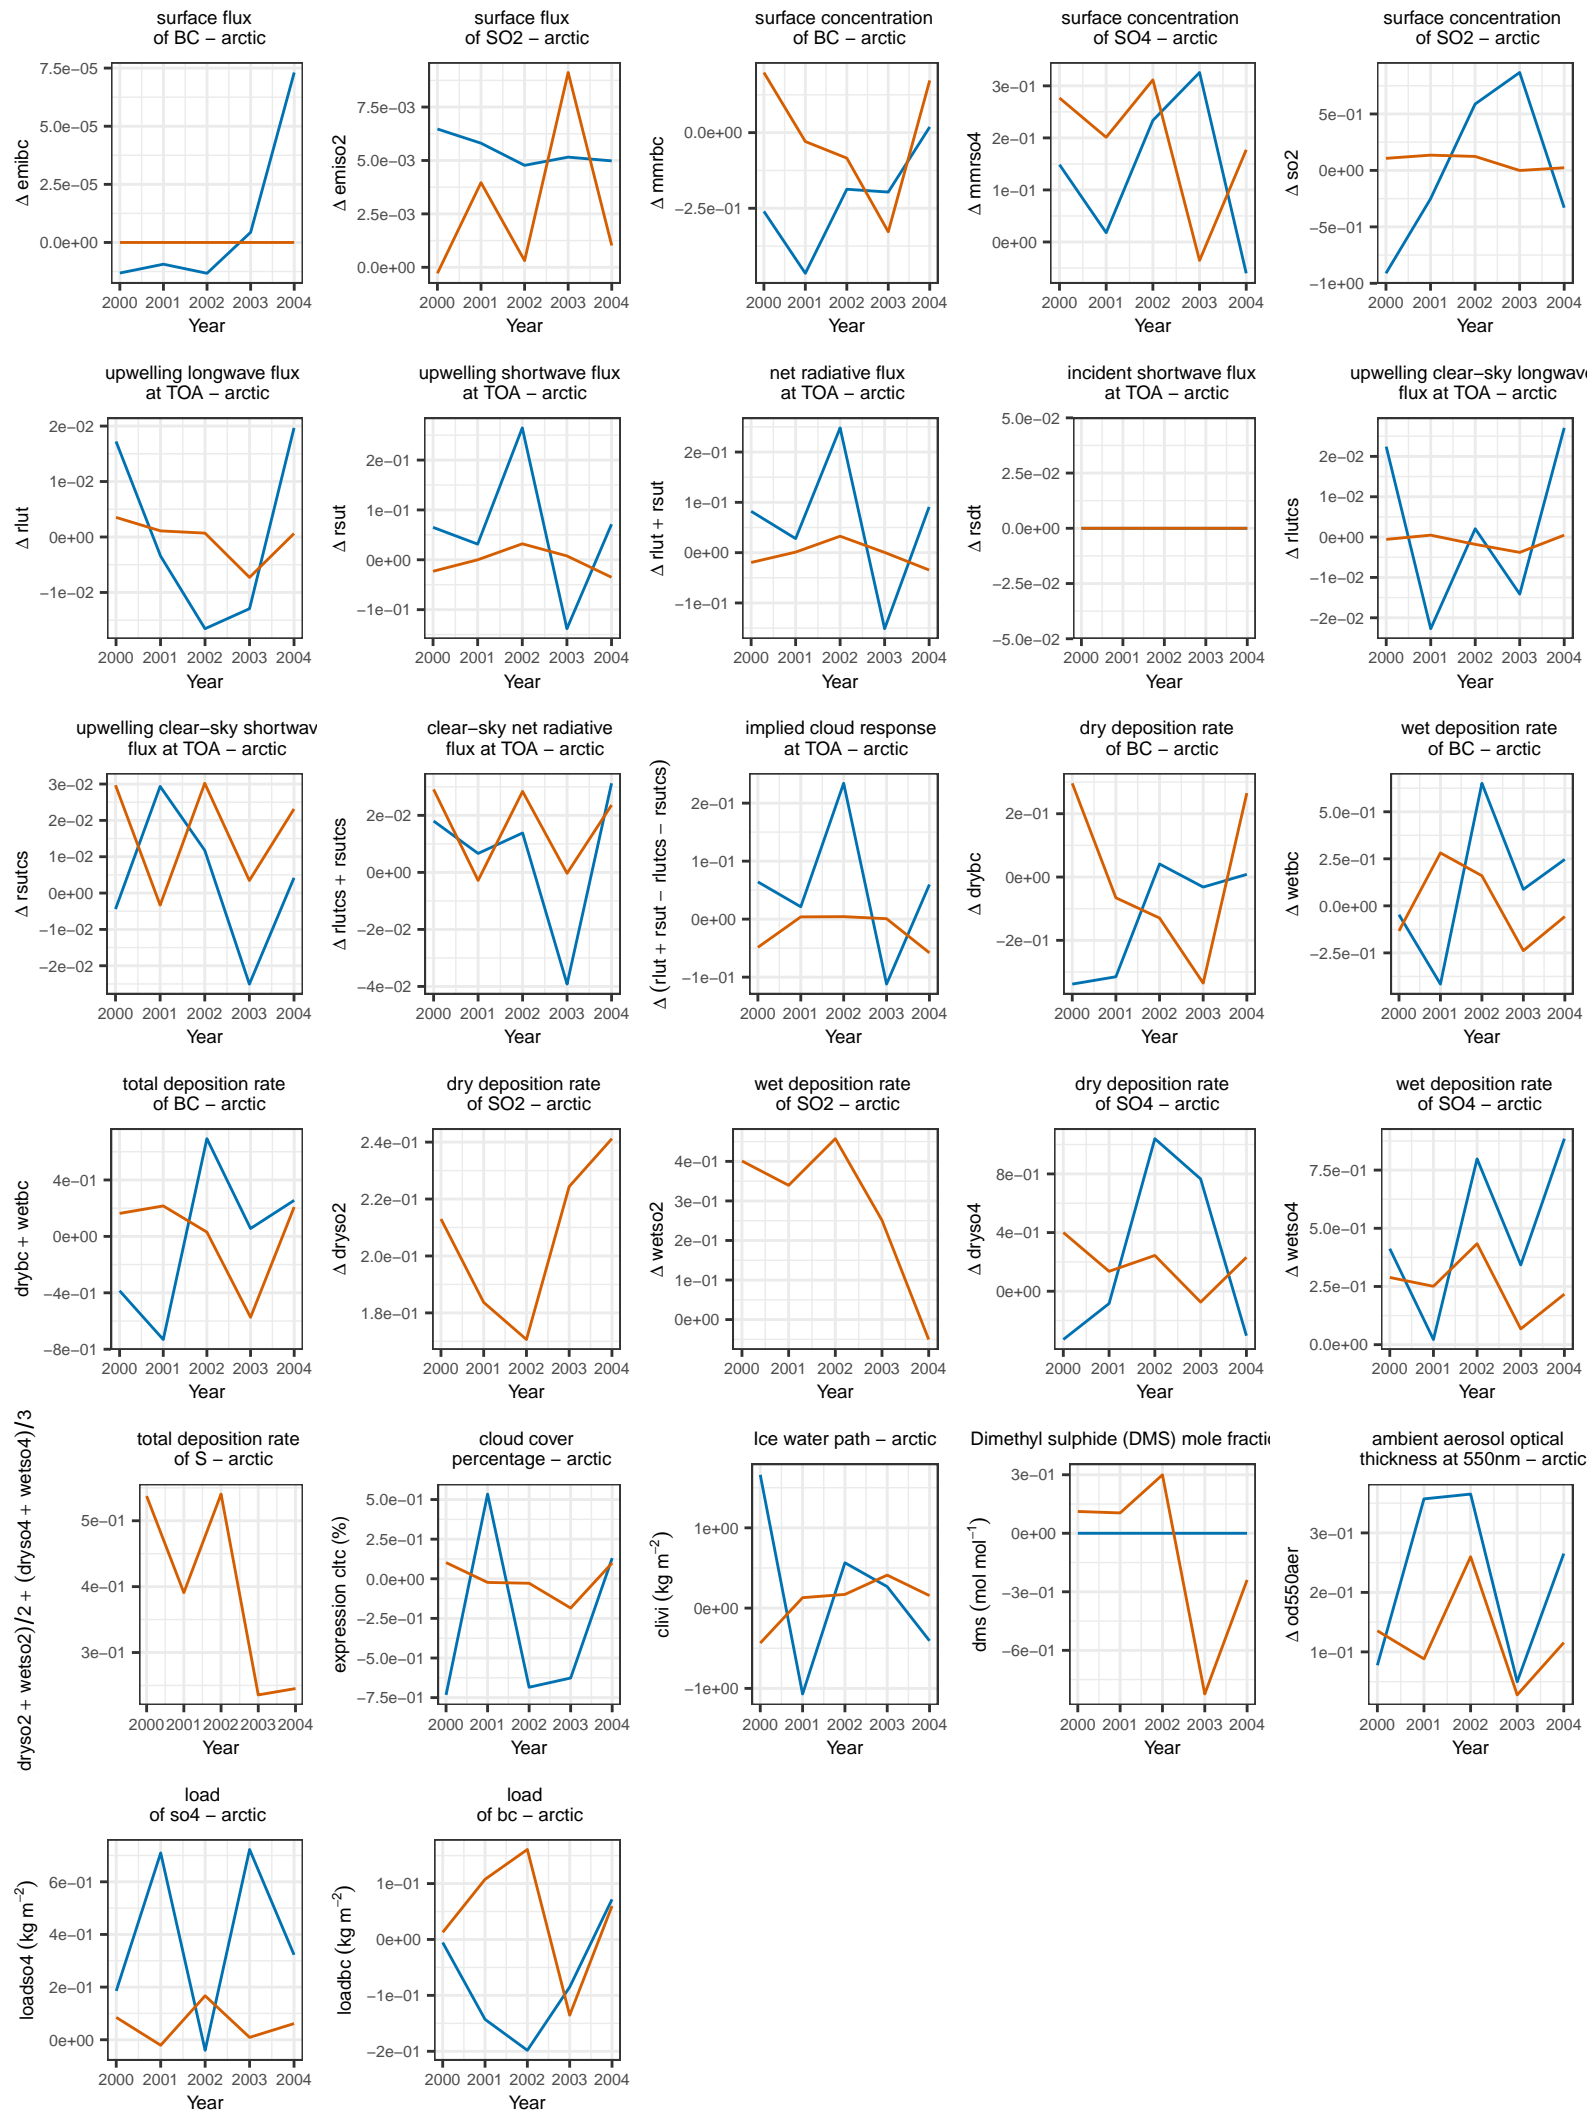 surface flux
of BC − arctic
Δ emibc
7.5e−05
5.0e−05
2.5e−05
0.0e+00
2000 2001 2002 2003 2004
Year
surface flux
of SO2 − arctic
Δ emiso2
7.5e−03
5.0e−03
2.5e−03
0.0e+00
2000 2001 2002 2003 2004
Year
surface concentration
of BC − arctic
Δ mmrbc
0.0e+00
−2.5e−01
2000 2001 2002 2003 2004
Year
surface concentration
of SO4 − arctic
Δ mmrso4
3e−01
2e−01
1e−01
0e+00
2000 2001 2002 2003 2004
Year
surface concentration
of SO2 − arctic
Δ so2
5e−01
0e+00
−5e−01
−1e+00
2000 2001 2002 2003 2004
Year
upwelling longwave flux
at TOA − arctic
Δ rlut
2e−02
1e−02
0e+00
−1e−02
2000 2001 2002 2003 2004
Year
upwelling shortwave flux
at TOA − arctic
Δ rsut
2e−01
1e−01
0e+00
−1e−01
2000 2001 2002 2003 2004
Year
net radiative flux
at TOA − arctic
Δ rlut + rsut
2e−01
1e−01
0e+00
−1e−01
2000 2001 2002 2003 2004
Year
incident shortwave flux
at TOA − arctic
Δ rsdt
5.0e−02
2.5e−02
0.0e+00
−2.5e−02
−5.0e−02
2000 2001 2002 2003 2004
Year
upwelling clear−sky longwave
flux at TOA − arctic
Δ rlutcs
2e−02
1e−02
0e+00
−1e−02
−2e−02
2000 2001 2002 2003 2004
Year
upwelling clear−sky shortwav
flux at TOA − arctic
Δ rsutcs
3e−02
2e−02
1e−02
0e+00
−1e−02
−2e−02
2000 2001 2002 2003 2004
Year
clear−sky net radiative
flux at TOA − arctic
Δ rlutcs + rsutcs
2e−02
0e+00
−2e−02
−4e−02
2000 2001 2002 2003 2004
Year
implied cloud response
at TOA − arctic
Δ (rlut + rsut − rlutcs − rsutcs)
2e−01
1e−01
0e+00
−1e−01
2000 2001 2002 2003 2004
Year
dry deposition rate
of BC − arctic
Δ drybc
2e−01
0e+00
−2e−01
2000 2001 2002 2003 2004
Year
wet deposition rate
of BC − arctic
Δ wetbc
5.0e−01
2.5e−01
0.0e+00
−2.5e−01
2000 2001 2002 2003 2004
Year
total deposition rate
of BC − arctic
drybc + wetbc
4e−01
0e+00
−4e−01
−8e−01
2000 2001 2002 2003 2004
Year
dry deposition rate
of SO2 − arctic
Δ dryso2
2.4e−01
2.2e−01
2.0e−01
1.8e−01
2000 2001 2002 2003 2004
Year
wet deposition rate
of SO2 − arctic
Δ wetso2
4e−01
3e−01
2e−01
1e−01
0e+00
2000 2001 2002 2003 2004
Year
dry deposition rate
of SO4 − arctic
Δ dryso4
8e−01
4e−01
0e+00
2000 2001 2002 2003 2004
Year
wet deposition rate
of SO4 − arctic
Δ wetso4
7.5e−01
5.0e−01
2.5e−01
0.0e+00
2000 2001 2002 2003 2004
Year
total deposition rate
of S − arctic
dryso2 + wetso2)/2 + (dryso4 + wetso4)/3
5e−01
4e−01
3e−01
2000 2001 2002 2003 2004
Year
cloud cover
percentage − arctic
expression cltc (%)
5.0e−01
2.5e−01
0.0e+00
−2.5e−01
−5.0e−01
−7.5e−01
2000 2001 2002 2003 2004
Year
Ice water path − arctic
clivi (kg m−2)
1e+00
0e+00
−1e+00
2000 2001 2002 2003 2004
Year
Dimethyl sulphide (DMS) mole fractio
dms (mol mol−1)
3e−01
0e+00
−3e−01
−6e−01
2000 2001 2002 2003 2004
Year
ambient aerosol optical
thickness at 550nm − arctic
Δ od550aer
3e−01
2e−01
1e−01
2000 2001 2002 2003 2004
Year
load
of so4 − arctic
loadso4 (kg m−2)
6e−01
4e−01
2e−01
0e+00
2000 2001 2002 2003 2004
Year
load
of bc − arctic
loadbc (kg m−2)
1e−01
0e+00
−1e−01
−2e−01
2000 2001 2002 2003 2004
Year